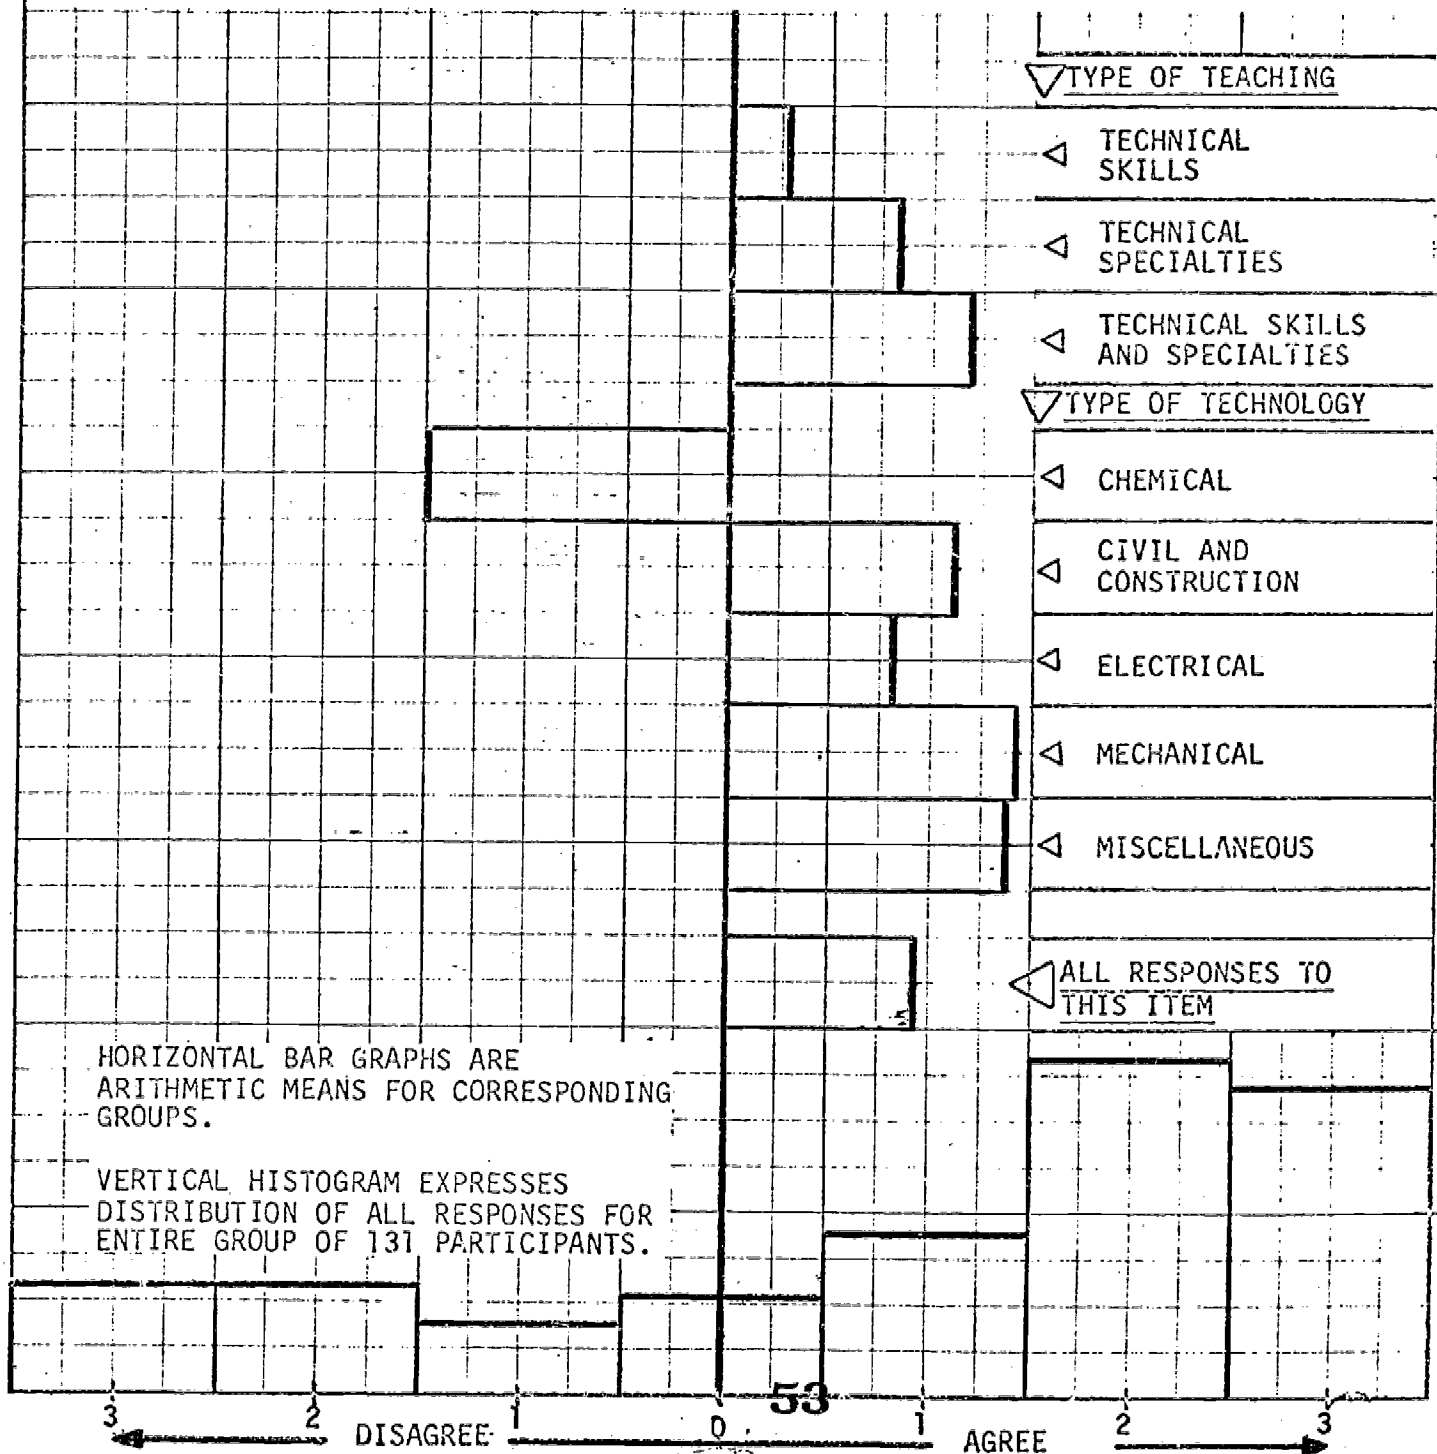 TYPE OF TEACHING
TECHNICAL
SKILLS
TECHNICAL
SPECIALTIES
TECHNICAL SKILLS
AND SPECIALTIES
TYPE OF TECHNOLOGY
CHEMICAL
CIVIL AND
CONSTRUCTION
ELECTRICAL
MECHANICAL
MISCELLANEOUS
ALL RESPONSES TO
THIS ITEM
HORIZONTAL BAR GRAPHS ARE
ARITHMETIC MEANS FOR CORRESPONDING
GROUPS.
VERTICAL HISTOGRAM EXPRESSES
DISTRIBUTION OF ALL RESPONSES FOR
ENTIRE GROUP OF 131 PARTICIPANTS.
53
3 2 1 0 1 2 3
DISAGREE AGREE